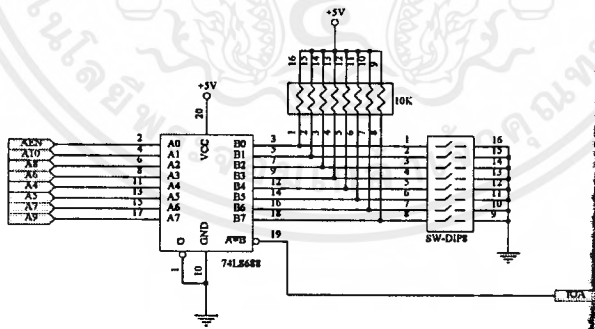 +5V
16 15 14 13 12 11 10 9
10K
1 2 3 4 5 6 7 8
+5V
20
VCC
AEN 2 A0 B0 3 1 16
A10 4 A1 B1 5 2 15
A8 6 A2 B2 7 3 14
A6 8 A3 B3 9 4 13
A4 11 A4 B4 12 5 12
A5 13 A5 B5 14 6 11
A7 15 A6 B6 16 7 10
A9 17 A7 B7 18 8 9
G GND A=B 19
SW-DIP8
1 10
74LS688
IOA